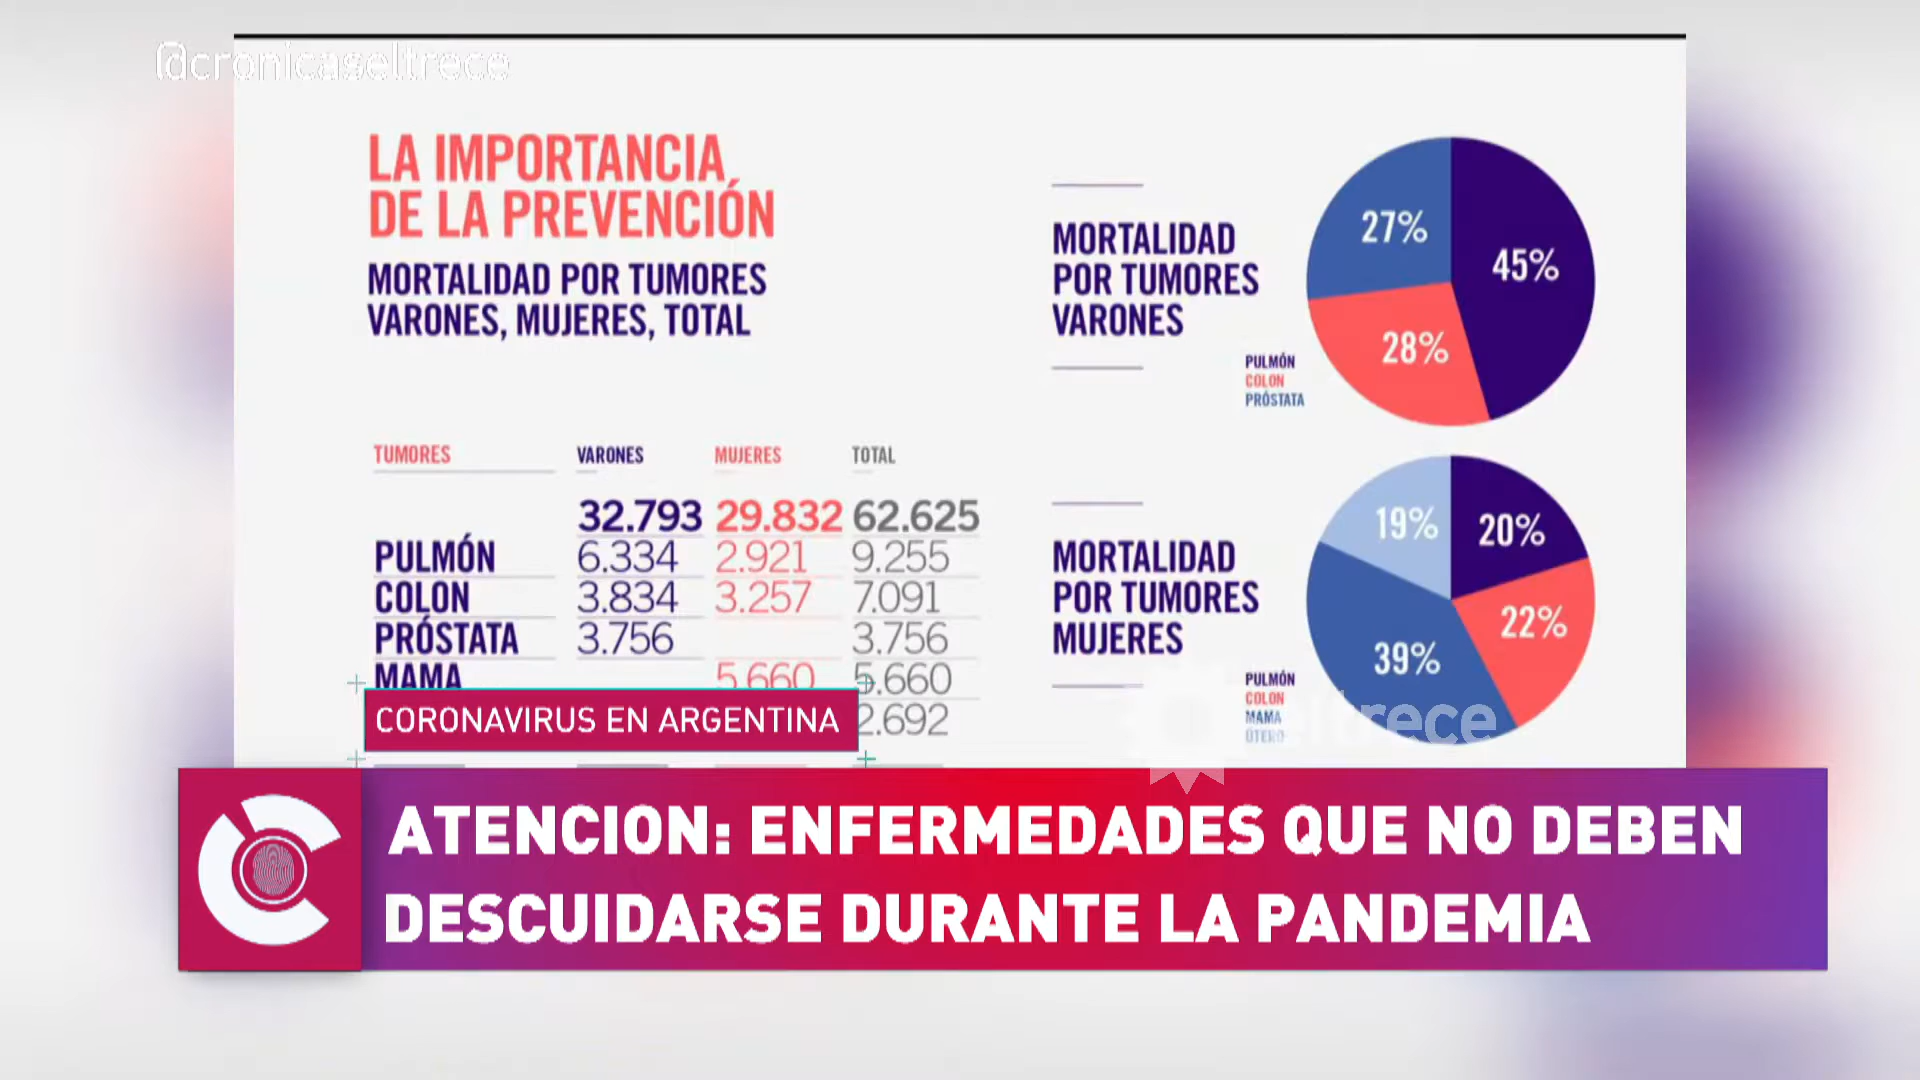 @cronicaseltrece
LA IMPORTANCIA
DE LA PREVENCIÓN
MORTALIDAD POR TUMORES
VARONES, MUJERES, TOTAL
TUMORES VARONES MUJERES TOTAL
32.793 29.832 62.625
PULMÓN 6.334 2.921 9.255
COLON 3.834 3.257 7.091
PRÓSTATA 3.756 3.756
MAMA 5.660 5.660
2.692
MORTALIDAD
POR TUMORES
VARONES
PULMÓN
COLON
PRÓSTATA
27%
45%
28%
MORTALIDAD
POR TUMORES
MUJERES
PULMÓN
COLON
MAMA
ÚTERO
19%
20%
22%
39%
eltrece
CORONAVIRUS EN ARGENTINA
ATENCION: ENFERMEDADES QUE NO DEBEN
DESCUIDARSE DURANTE LA PANDEMIA